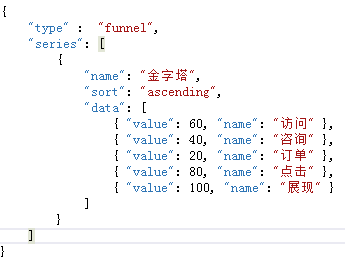 {
    "type" :  "funnel",
    "series": [
        {
            "name": "金字塔",
            "sort": "ascending",
            "data": [
                { "value": 60, "name": "访问" },
                { "value": 40, "name": "咨询" },
                { "value": 20, "name": "订单" },
                { "value": 80, "name": "点击" },
                { "value": 100, "name": "展现" }
            ]
        }
    ]
}